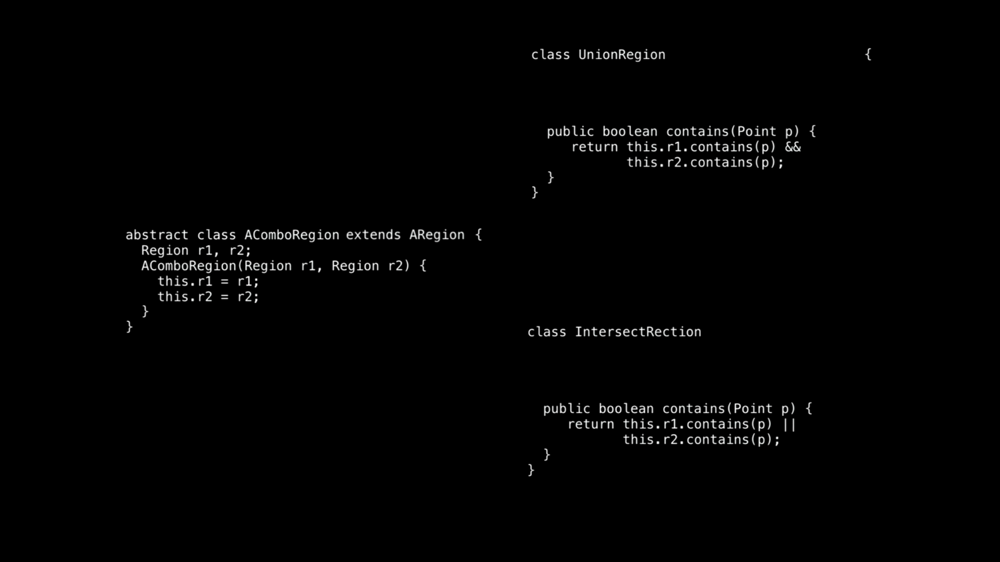 class UnionRegion {
public boolean contains(Point p) {
return this.r1.contains(p) &&
this.r2.contains(p);
}
}
abstract class AComboRegion extends ARegion {
Region r1, r2;
AComboRegion(Region r1, Region r2) {
this.r1 = r1;
this.r2 = r2;
}
}
class IntersectRection
public boolean contains(Point p) {
return this.r1.contains(p) ||
this.r2.contains(p);
}
}